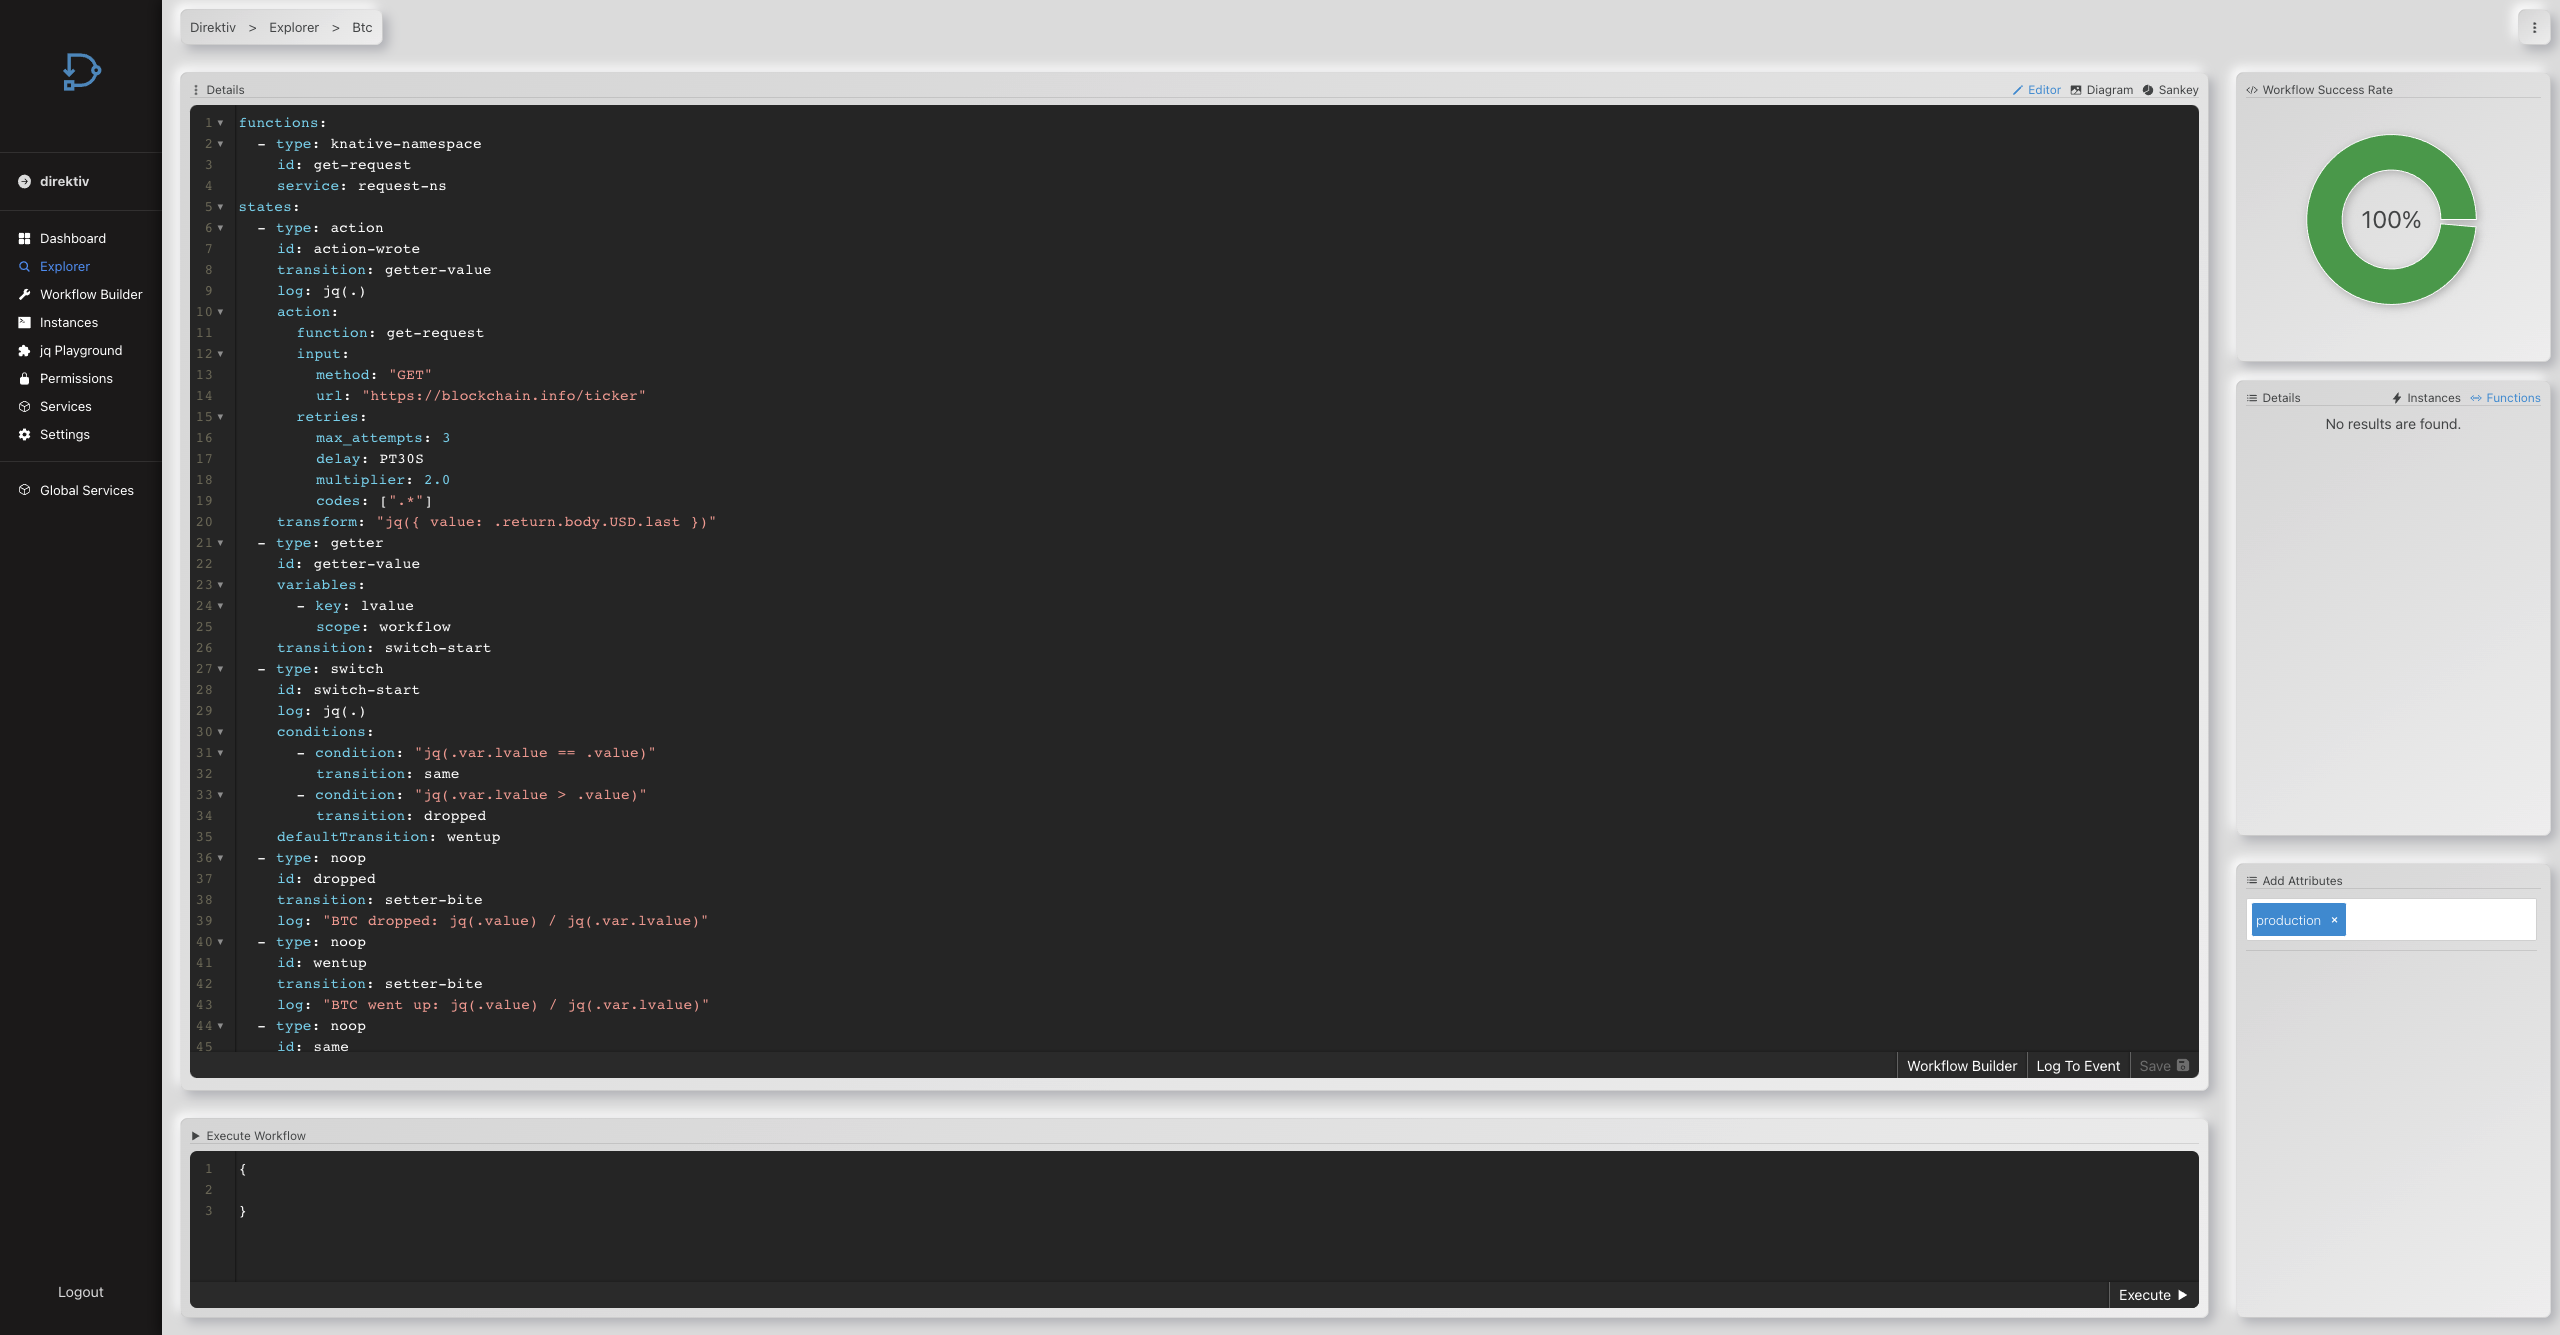 Direktiv > Explorer > Btc
direktiv
Dashboard
Explorer
Workflow Builder
Instances
jq Playground
Permissions
Services
Settings
Global Services
Logout
Details
Editor Diagram Sankey
1 functions:
2   - type: knative-namespace
3     id: get-request
4     service: request-ns
5 states:
6   - type: action
7     id: action-wrote
8     transition: getter-value
9     log: jq(.)
10     action:
11       function: get-request
12       input:
13         method: "GET"
14         url: "https://blockchain.info/ticker"
15       retries:
16         max_attempts: 3
17         delay: PT30S
18         multiplier: 2.0
19         codes: [".*"]
20     transform: "jq({ value: .return.body.USD.last })"
21   - type: getter
22     id: getter-value
23     variables:
24       - key: lvalue
25         scope: workflow
26     transition: switch-start
27   - type: switch
28     id: switch-start
29     log: jq(.)
30     conditions:
31       - condition: "jq(.var.lvalue == .value)"
32         transition: same
33       - condition: "jq(.var.lvalue > .value)"
34         transition: dropped
35     defaultTransition: wentup
36   - type: noop
37     id: dropped
38     transition: setter-bite
39     log: "BTC dropped: jq(.value) / jq(.var.lvalue)"
40   - type: noop
41     id: wentup
42     transition: setter-bite
43     log: "BTC went up: jq(.value) / jq(.var.lvalue)"
44   - type: noop
45     id: same
Workflow Builder Log To Event Save
Execute Workflow
1 {
2
3 }
Execute
Workflow Success Rate
100%
Details Instances Functions
No results are found.
Add Attributes
production ×